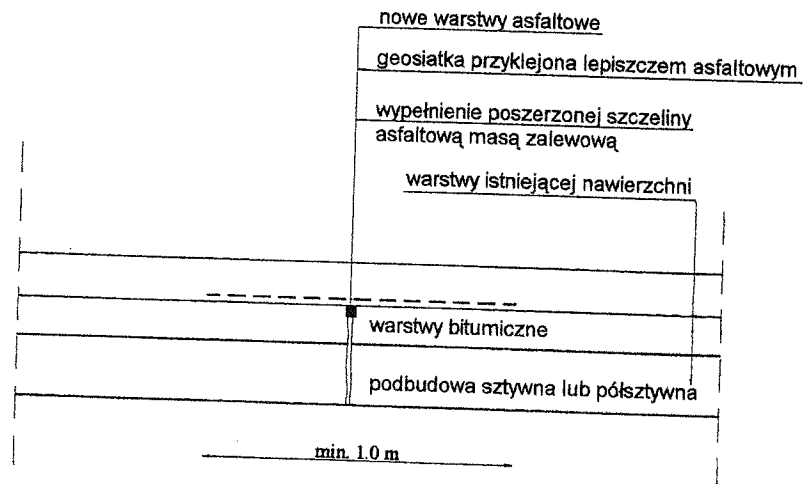 nowe warstwy asfaltowe
geosiatka przyklejona lepiszczem asfaltowym
wypełnienie poszerzonej szczeliny
asfaltową masą zalewową
warstwy istniejącej nawierzchni
warstwy bitumiczne
podbudowa sztywna lub półsztywna
min. 1.0 m